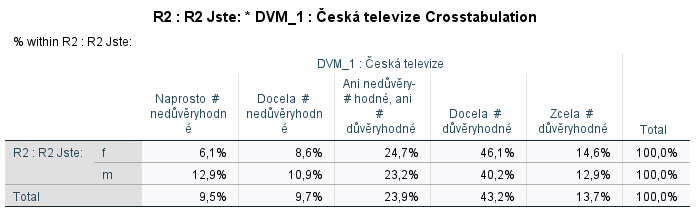 R2 : R2 Jste: * DVM_1 : Česká televize Crosstabulation
% within R2 : R2 Jste:
DVM_1 : Česká televize
Naprosto #
nedůvěryhodn
é
Docela #
nedůvěryhodn
é
Ani nedůvěry-
# hodné, ani
#
důvěryhodné
Docela #
důvěryhodné
Zcela #
důvěryhodné
Total
R2 : R2 Jste: f 6,1% 8,6% 24,7% 46,1% 14,6% 100,0%
m 12,9% 10,9% 23,2% 40,2% 12,9% 100,0%
Total 9,5% 9,7% 23,9% 43,2% 13,7% 100,0%